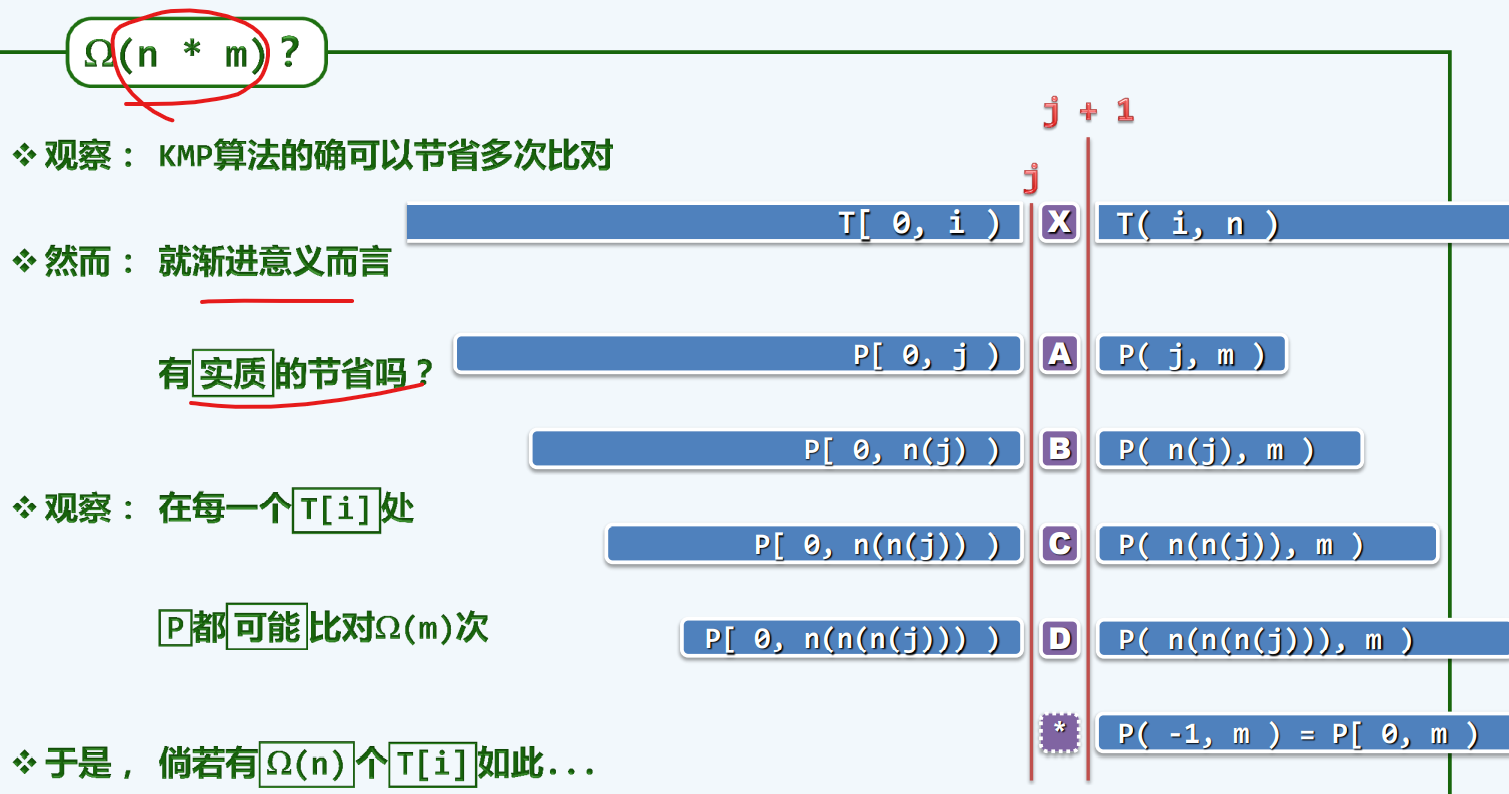 Ω(n * m)?
j + 1
❖ 观察： KMP算法的确可以节省多次比对
j
T[ 0, i ) X T( i, n )
❖ 然而： 就渐进意义而言
有实质的节省吗？
P[ 0, j ) A P( j, m )
P[ 0, n(j) ) B P( n(j), m )
❖ 观察： 在每一个T[i]处
P[ 0, n(n(j)) ) C P( n(n(j)), m )
P都可能比对Ω(m)次
P[ 0, n(n(n(j))) ) D P( n(n(n(j))), m )
* P( -1, m ) = P[ 0, m )
❖ 于是， 倘若有Ω(n)个T[i]如此...